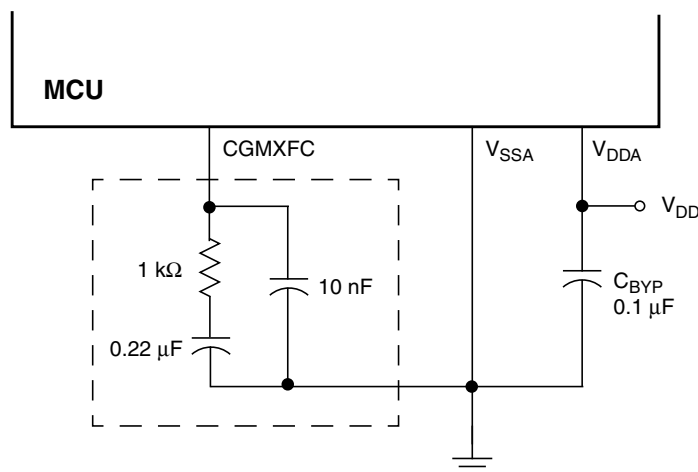 MCU
CGMXFC
V_SSA
V_DDA
V_DD
1 kΩ
10 nF
C_BYP
0.1 μF
0.22 μF